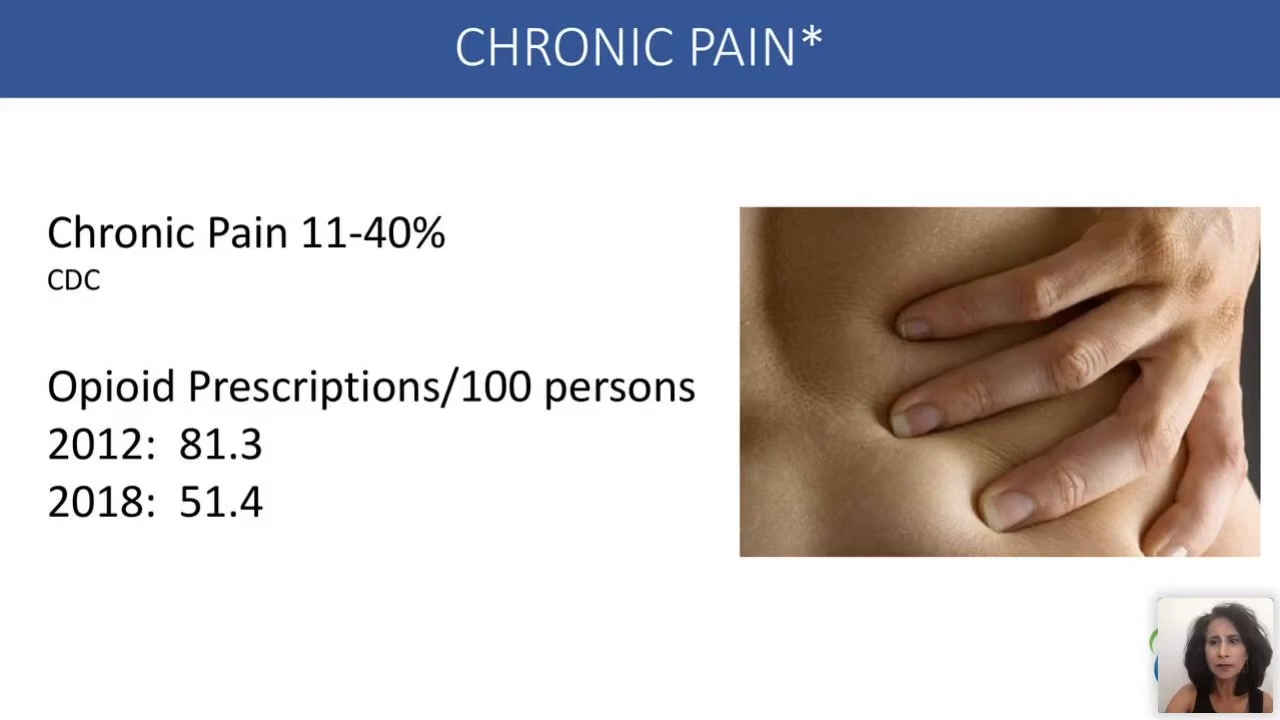 CHRONIC PAIN*
Chronic Pain 11-40%
CDC
Opioid Prescriptions/100 persons
2012: 81.3
2018: 51.4